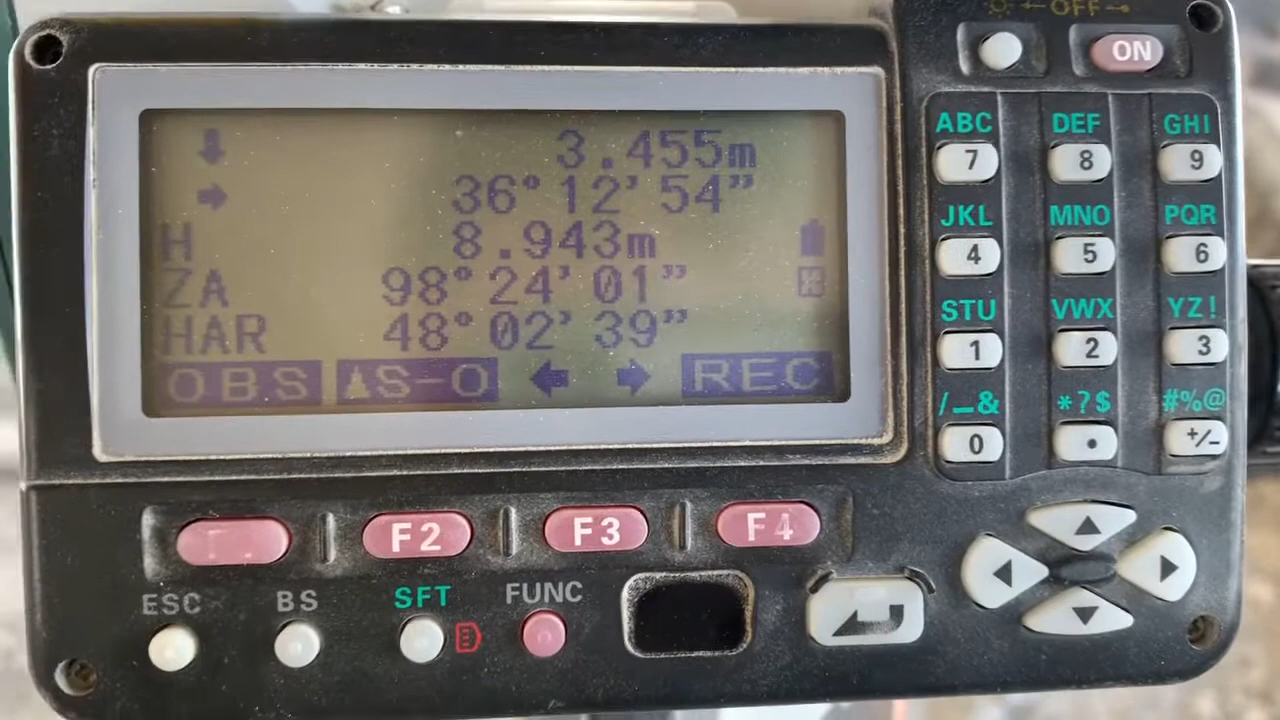 OFF
ON
3.455m
36°12'54"
H 8.943m
ZA 98°24'01"
HAR 48°02'39"
OBS S-O REC
ABC DEF GHI
7 8 9
JKL MNO PQR
4 5 6
STU VWX YZ!
1 2 3
/_& *?$ #%@
0 • +/-
F2 F3 F4
ESC BS SFT FUNC